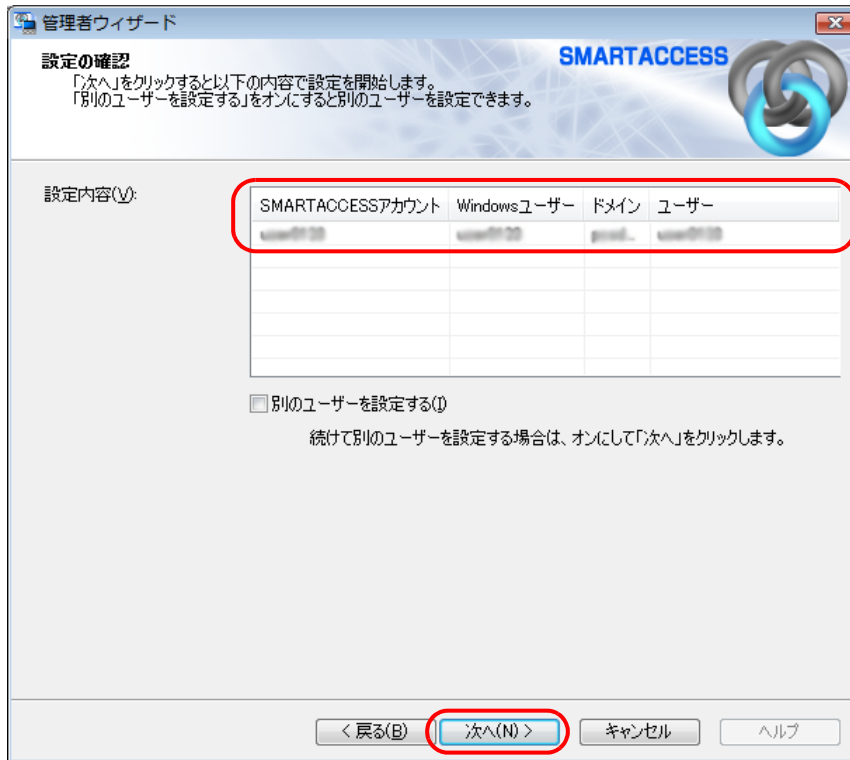 管理者ウィザード
設定の確認
「次へ」をクリックすると以下の内容で設定を開始します。
「別のユーザーを設定する」をオンにすると別のユーザーを設定できます。
SMARTACCESS
設定内容(V):
SMARTACCESSアカウント Windowsユーザー ドメイン ユーザー
別のユーザーを設定する(I)
続けて別のユーザーを設定する場合は、オンにして「次へ」をクリックします。
< 戻る(B) 次へ(N) > キャンセル ヘルプ